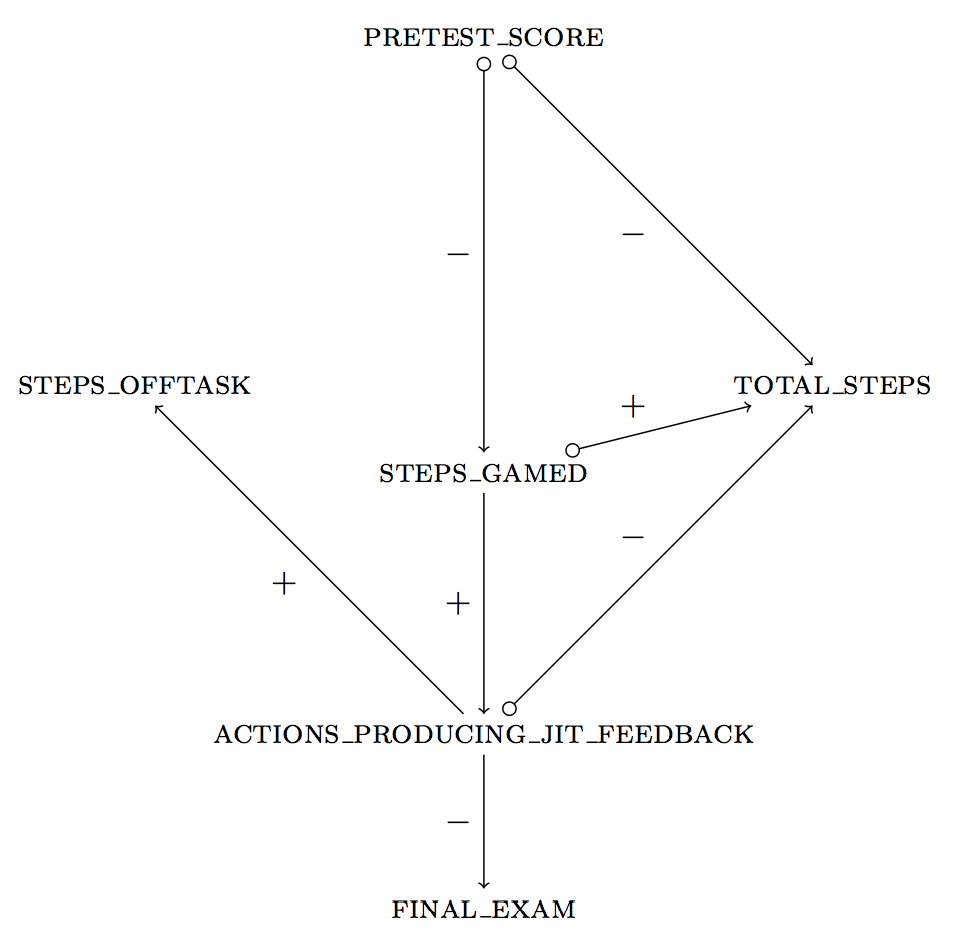 PRETEST_SCORE
−
−
STEPS_OFFTASK
TOTAL_STEPS
+
STEPS_GAMED
−
+
+
ACTIONS_PRODUCING_JIT_FEEDBACK
−
FINAL_EXAM